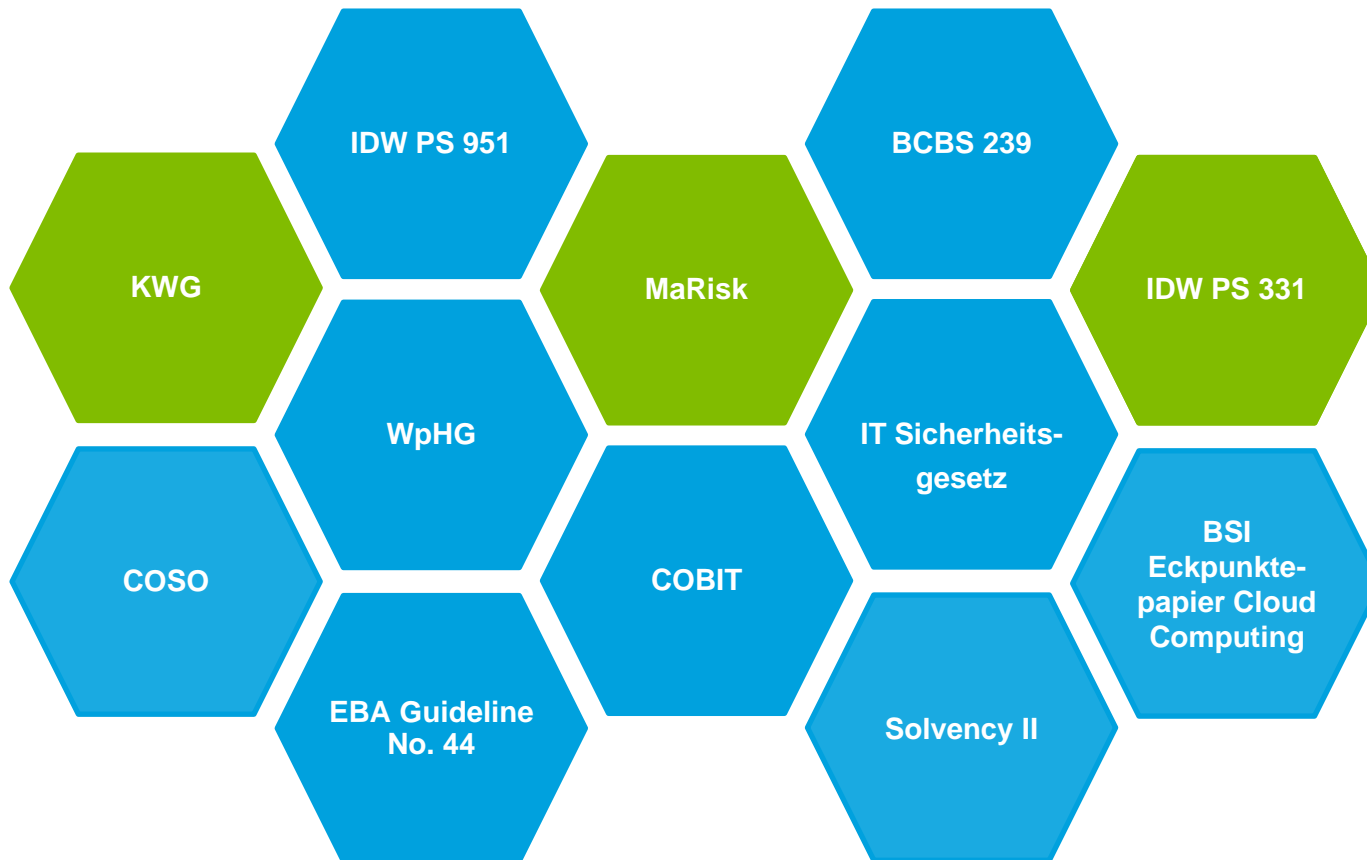 IDW PS 951
BCBS 239
KWG
MaRisk
IDW PS 331
WpHG
IT Sicherheits-
gesetz
COSO
COBIT
BSI
Eckpunkte-
papier Cloud
Computing
EBA Guideline
No. 44
Solvency II